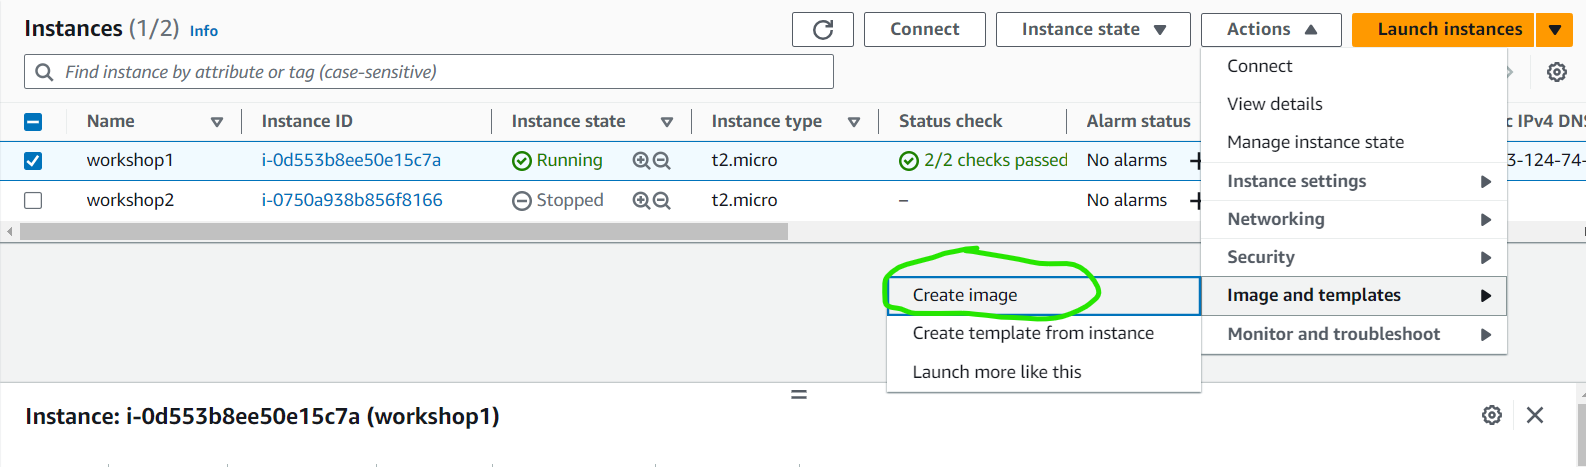 Instances (1/2) Info
Connect Instance state Actions Launch instances
Find instance by attribute or tag (case-sensitive)
Connect
View details
Manage instance state
Instance settings
Networking
Security
Image and templates
Monitor and troubleshoot
Name Instance ID Instance state Instance type Status check Alarm status c IPv4 DNS
workshop1 i-0d553b8ee50e15c7a Running t2.micro 2/2 checks passed No alarms 3-124-74-
workshop2 i-0750a938b856f8166 Stopped t2.micro – No alarms
Create image
Create template from instance
Launch more like this
Instance: i-0d553b8ee50e15c7a (workshop1)